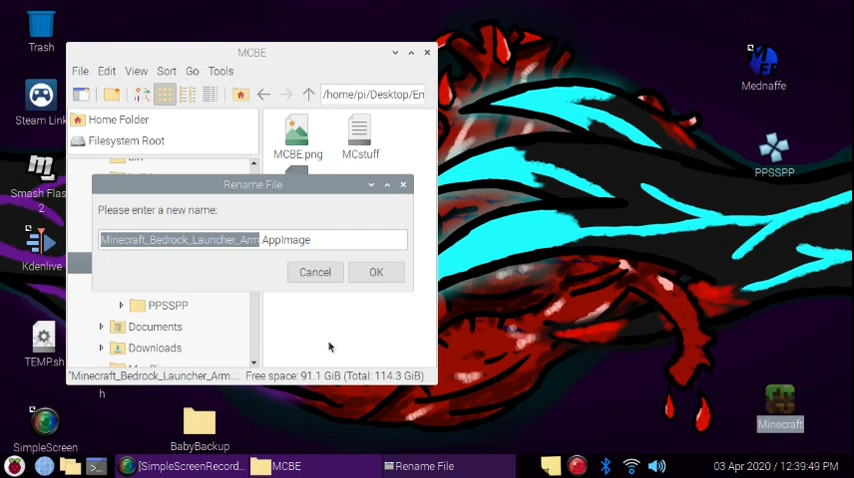 Trash
Steam Link
Smash Flas
2
Kdenlive
TEMP.sh
h
SimpleScreen
BabyBackup
MCBE
File Edit View Sort Go Tools
/home/pi/Desktop/Em
Home Folder
Filesystem Root
bin
MCBE.png
MCstuff
Rename File
Please enter a new name:
Minecraft_Bedrock_Launcher_Arm.AppImage
Cancel
OK
PPSSPP
Documents
Downloads
"Minecraft_Bedrock_Launcher_Arm.... Free space: 91.1 GiB (Total: 114.3 GiB)
Mednaffe
PPSSPP
Minecraft
[SimpleScreenRecord...
MCBE
Rename File
03 Apr 2020 / 12:39:49 PM